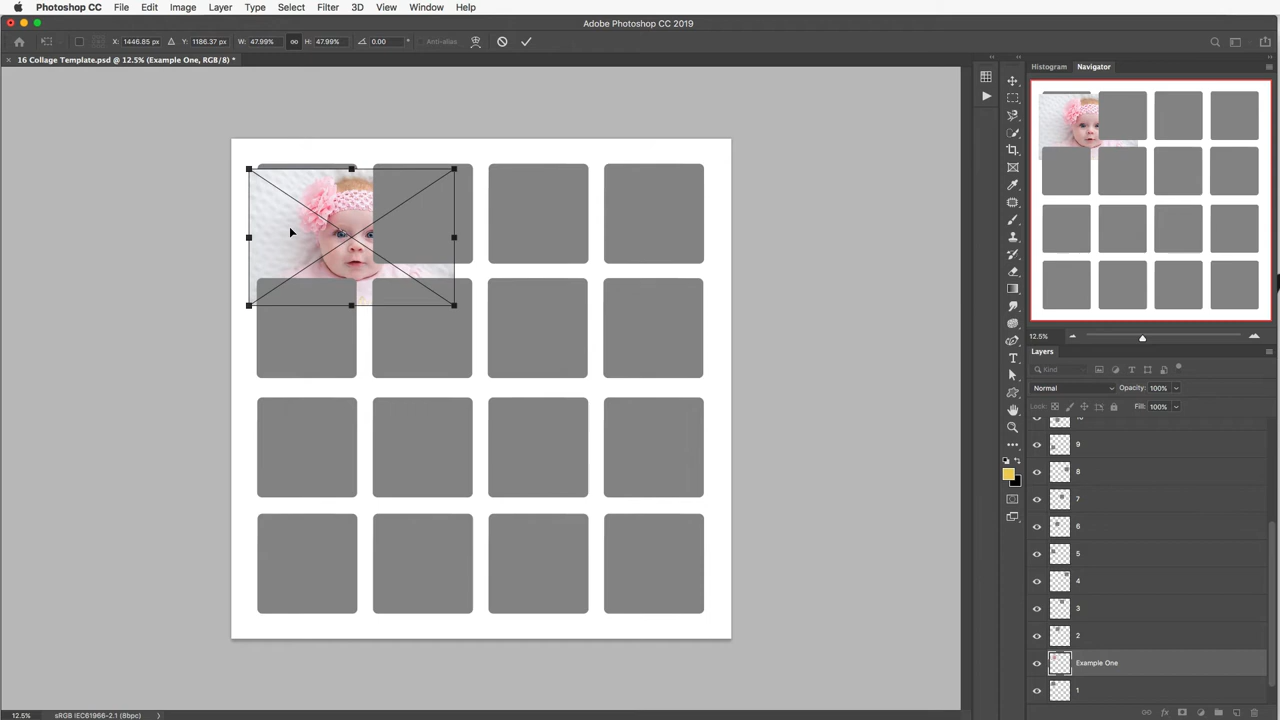 Photoshop CC File Edit Image Layer Type Select Filter 3D View Window Help
Adobe Photoshop CC 2019
X: 1446.85 px Y: 1186.37 px W: 47.99% H: 47.99% 0.00 ° Anti-alias
× 16 Collage Template.psd @ 12.5% (Example One, RGB/8) *
Histogram Navigator
12.5%
Layers
Kind
Normal Opacity: 100%
Lock: Fill: 100%
10
9
8
7
6
5
4
3
2
Example One
1
12.5% sRGB IEC61966-2.1 (8bpc)